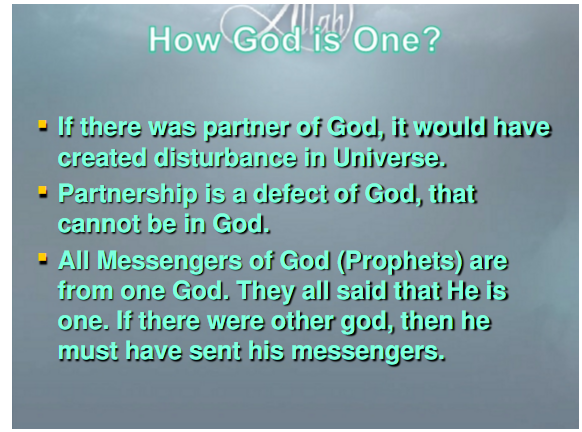 Allah
How God is One?
If there was partner of God, it would have
created disturbance in Universe.
Partnership is a defect of God, that
cannot be in God.
All Messengers of God (Prophets) are
from one God. They all said that He is
one. If there were other god, then he
must have sent his messengers.